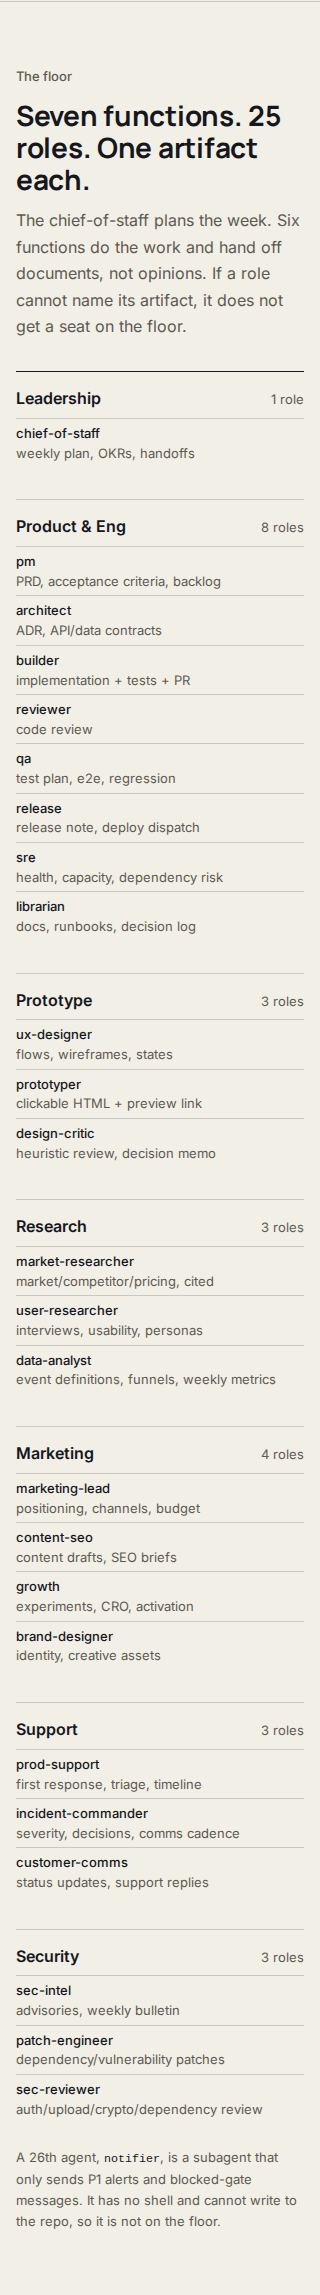 The floor
Seven functions. 25
roles. One artifact
each.
The chief-of-staff plans the week. Six
functions do the work and hand off
documents, not opinions. If a role
cannot name its artifact, it does not
get a seat on the floor.
Leadership 1 role
chief-of-staff
weekly plan, OKRs, handoffs
Product & Eng 8 roles
pm
PRD, acceptance criteria, backlog
architect
ADR, API/data contracts
builder
implementation + tests + PR
reviewer
code review
qa
test plan, e2e, regression
release
release note, deploy dispatch
sre
health, capacity, dependency risk
librarian
docs, runbooks, decision log
Prototype 3 roles
ux-designer
flows, wireframes, states
prototyper
clickable HTML + preview link
design-critic
heuristic review, decision memo
Research 3 roles
market-researcher
market/competitor/pricing, cited
user-researcher
interviews, usability, personas
data-analyst
event definitions, funnels, weekly metrics
Marketing 4 roles
marketing-lead
positioning, channels, budget
content-seo
content drafts, SEO briefs
growth
experiments, CRO, activation
brand-designer
identity, creative assets
Support 3 roles
prod-support
first response, triage, timeline
incident-commander
severity, decisions, comms cadence
customer-comms
status updates, support replies
Security 3 roles
sec-intel
advisories, weekly bulletin
patch-engineer
dependency/vulnerability patches
sec-reviewer
auth/upload/crypto/dependency review
A 26th agent, notifier, is a subagent that
only sends P1 alerts and blocked-gate
messages. It has no shell and cannot write to
the repo, so it is not on the floor.